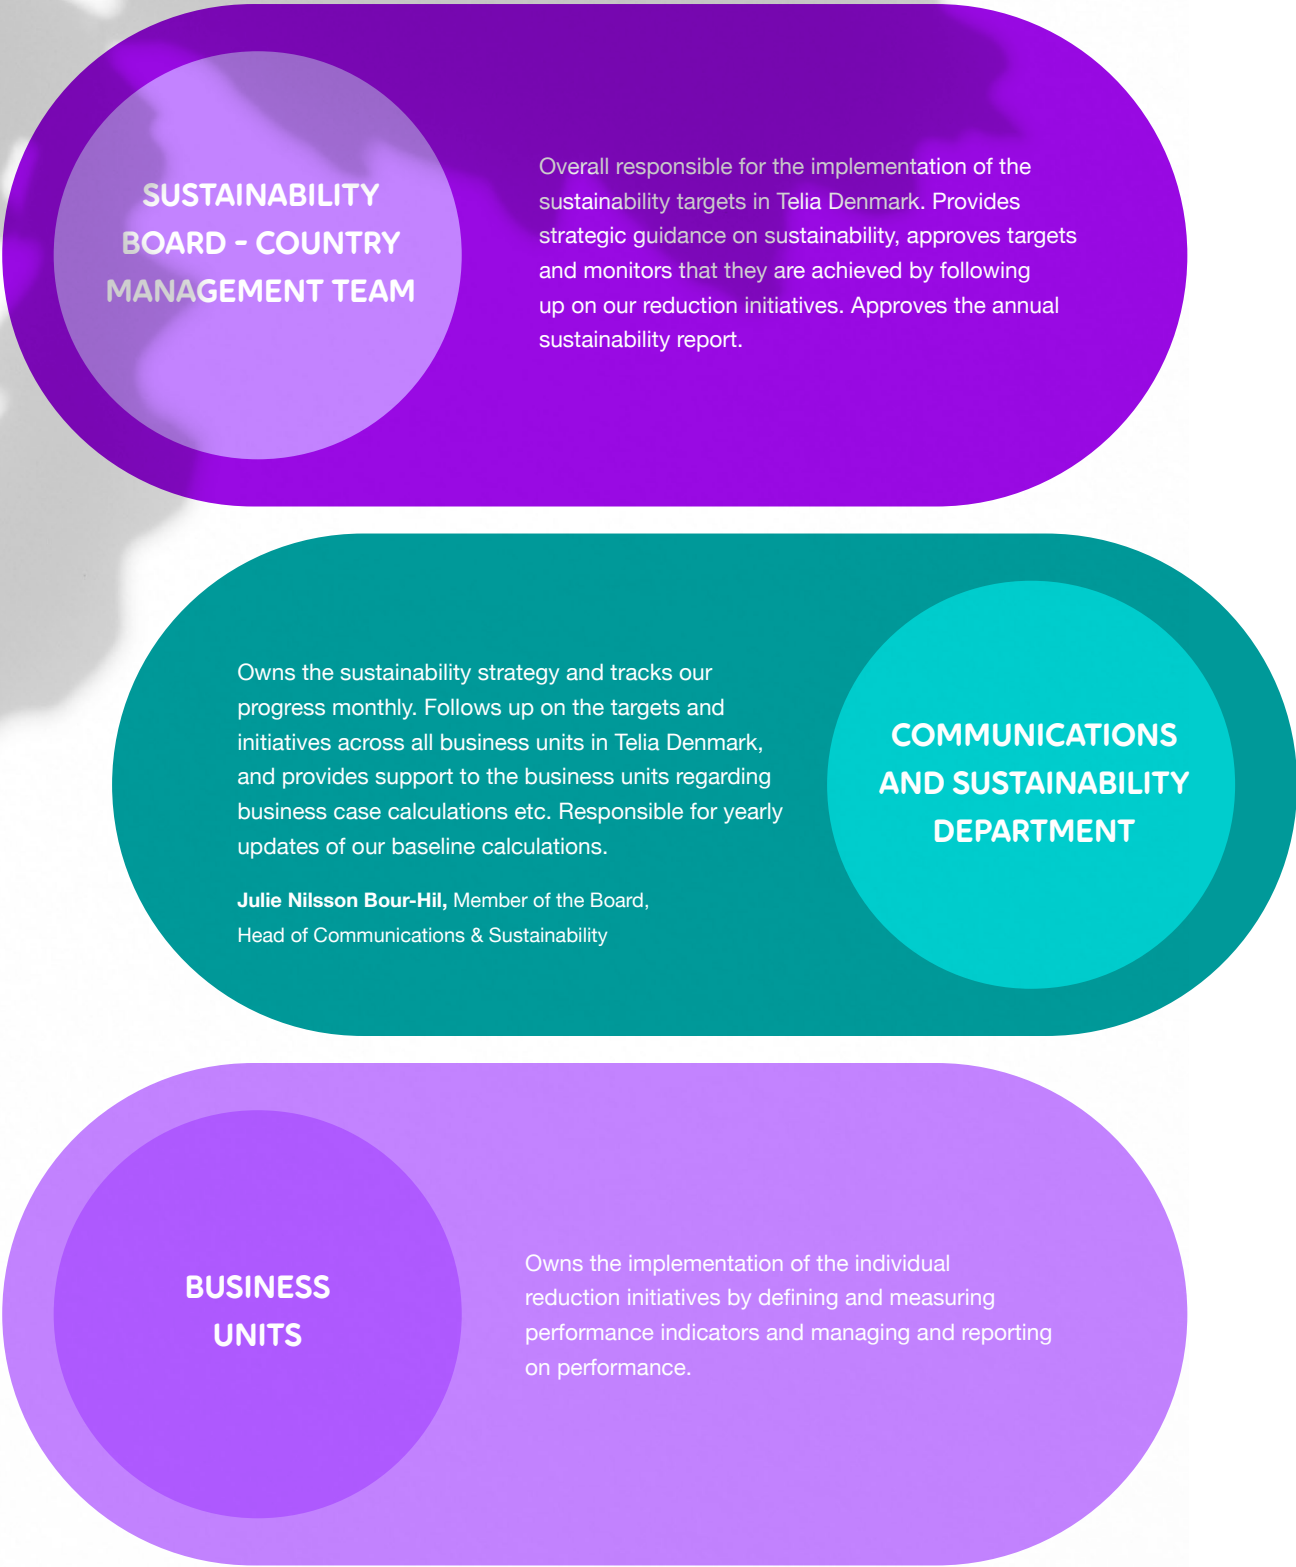 SUSTAINABILITY
BOARD - COUNTRY
MANAGEMENT TEAM
Overall responsible for the implementation of the
sustainability targets in Telia Denmark. Provides
strategic guidance on sustainability, approves targets
and monitors that they are achieved by following
up on our reduction initiatives. Approves the annual
sustainability report.
Owns the sustainability strategy and tracks our
progress monthly. Follows up on the targets and
initiatives across all business units in Telia Denmark,
and provides support to the business units regarding
business case calculations etc. Responsible for yearly
updates of our baseline calculations.
Julie Nilsson Bour-Hil, Member of the Board,
Head of Communications & Sustainability
COMMUNICATIONS
AND SUSTAINABILITY
DEPARTMENT
BUSINESS
UNITS
Owns the implementation of the individual
reduction initiatives by defining and measuring
performance indicators and managing and reporting
on performance.